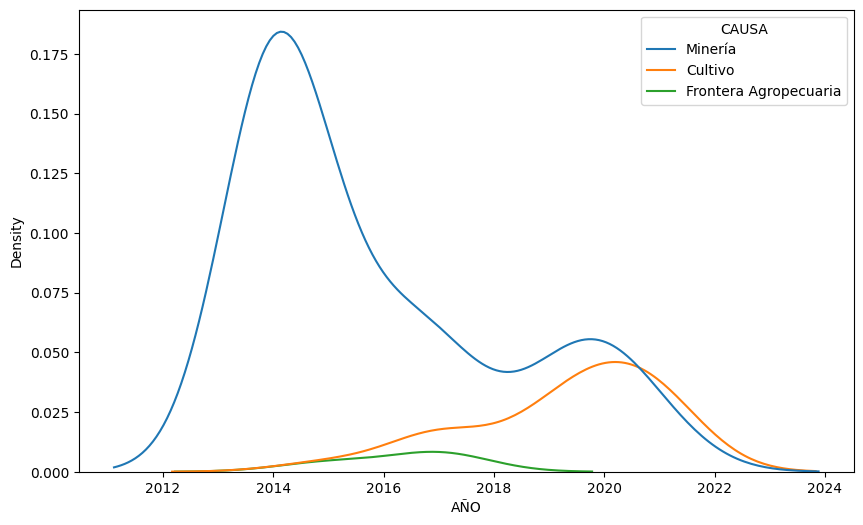 CAUSA
Minería
Cultivo
Frontera Agropecuaria
0.175
0.150
0.125
0.100
0.075
0.050
0.025
0.000
Density
2012 2014 2016 2018 2020 2022 2024
AÑO